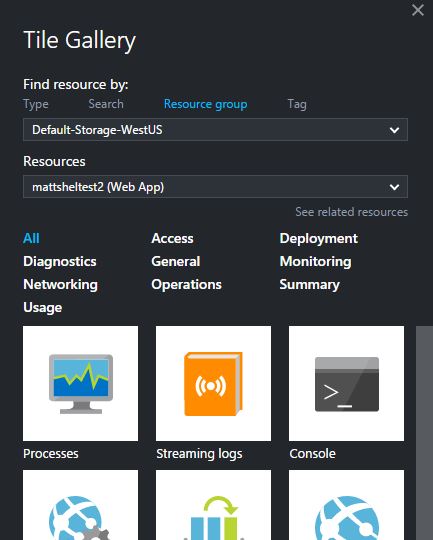 Tile Gallery
Find resource by:
Type Search Resource group Tag
Default-Storage-WestUS
Resources
mattsheltest2 (Web App)
See related resources
All Access Deployment
Diagnostics General Monitoring
Networking Operations Summary
Usage
Processes Streaming logs Console